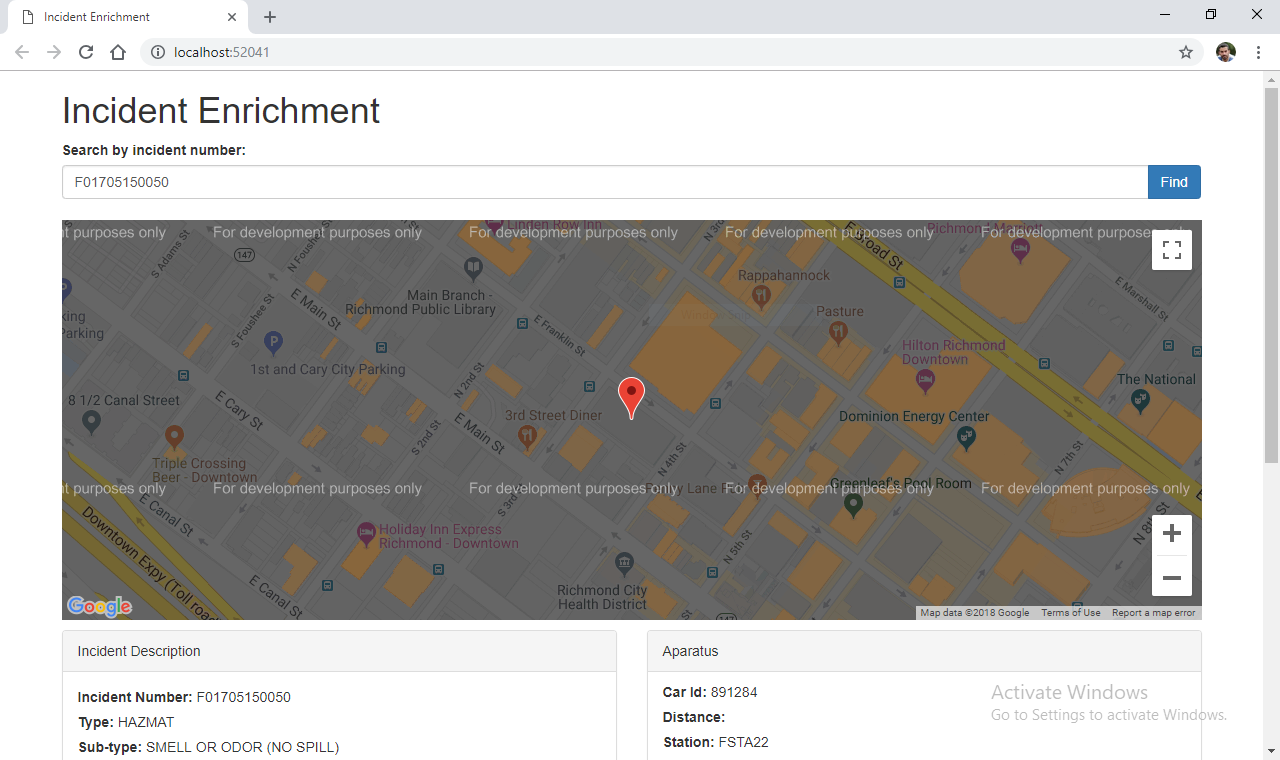 Incident Enrichment
localhost:52041
Incident Enrichment
Search by incident number:
F01705150050
Find
nt purposes only
For development purposes only
For development purposes only
For development purposes only
For development purposes only
Linden Row Inn
N 3rd
E Broad St
Richmond Marriott
S Adams St
147
N Foushee St
Rappahannock
E Marshall St
Main Branch -
Richmond Public Library
S Foushee St
E Main St
Pasture
Parking
E Franklin St
Hilton Richmond
Downtown
1st and Cary City Parking
N 2nd St
The National
8 1/2 Canal Street
E Cary St
3rd Street Diner
Dominion Energy Center
S 2nd St
E Main St
N 4th St
N 7th St
Triple Crossing
Beer - Downtown
Greenleaf's Pool Room
nt purposes only
For development purposes only
For development purposes only
For development purposes only
For development purposes only
S 3rd St
E Canal St
N 8th St
Holiday Inn Express
Richmond - Downtown
N 5th St
Downtown Expy (Toll road)
E Canal St
Richmond City
Health District
147
Google
Map data ©2018 Google
Terms of Use
Report a map error
Incident Description
Incident Number: F01705150050
Type: HAZMAT
Sub-type: SMELL OR ODOR (NO SPILL)
Aparatus
Car Id: 891284
Distance:
Station: FSTA22
Activate Windows
Go to Settings to activate Windows.